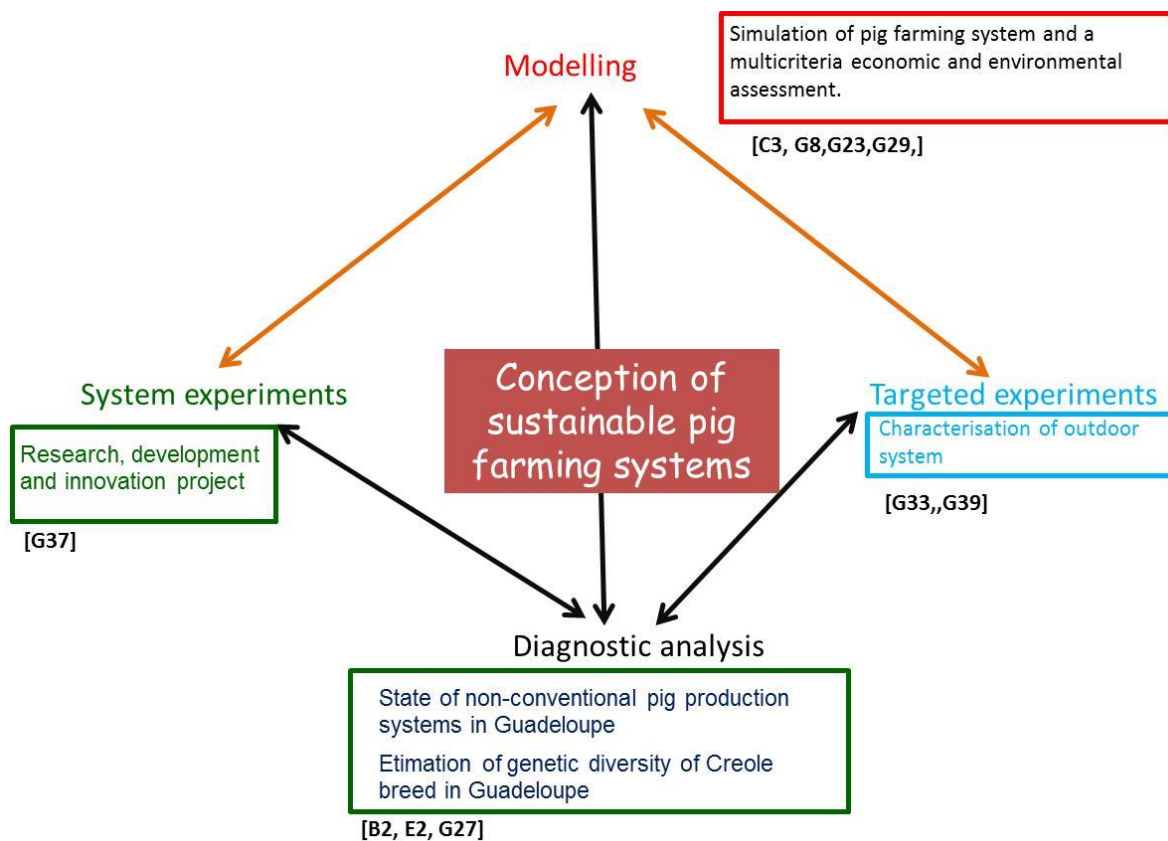 Simulation of pig farming system and a
multicriteria economic and environmental
assessment.
Modelling
[C3, G8,G23,G29,]
Conception of
sustainable pig
farming systems
System experiments
Research, development
and innovation project
[G37]
Targeted experiments
Characterisation of outdoor
system
[G33,,G39]
Diagnostic analysis
State of non-conventional pig production
systems in Guadeloupe
Etimation of genetic diversity of Creole
breed in Guadeloupe
[B2, E2, G27]